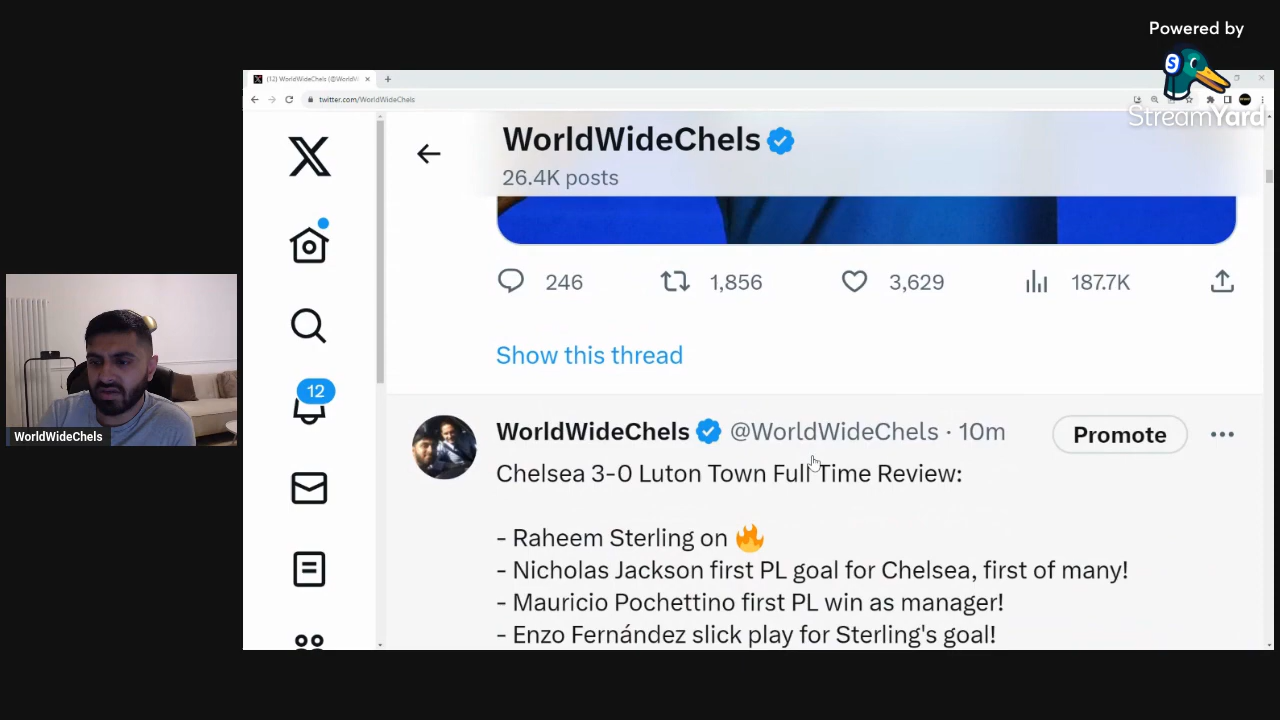 Powered by
StreamYard
(12) WorldWideChels (@WorldW
twitter.com/WorldWideChels
WorldWideChels
26.4K posts
246 1,856 3,629 187.7K
Show this thread
12
WorldWideChels @WorldWideChels · 10m
Promote
Chelsea 3-0 Luton Town Full Time Review:
- Raheem Sterling on 🔥
- Nicholas Jackson first PL goal for Chelsea, first of many!
- Mauricio Pochettino first PL win as manager!
- Enzo Fernández slick play for Sterling's goal!
WorldWideChels